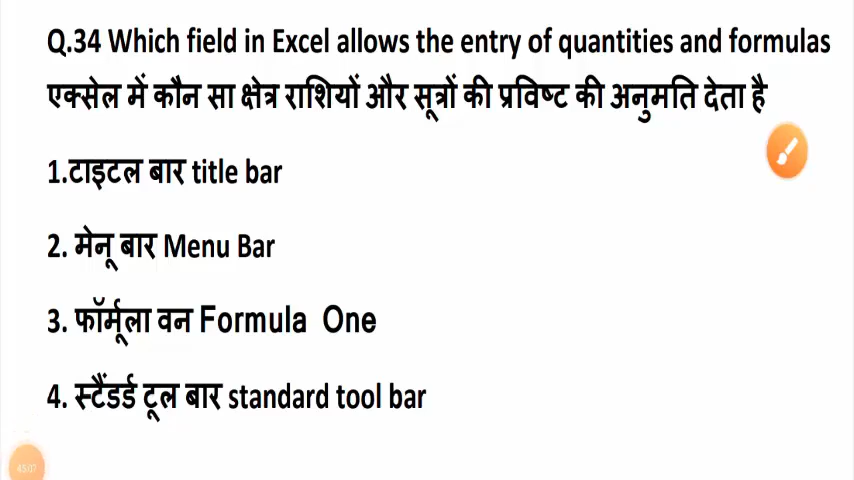 Q.34 Which field in Excel allows the entry of quantities and formulas
एक्सेल में कौन सा क्षेत्र राशियों और सूत्रों की प्रविष्ट की अनुमति देता है
1.टाइटल बार title bar
2. मेनू बार Menu Bar
3. फॉर्मूला वन Formula One
4. स्टैंडर्ड टूल बार standard tool bar